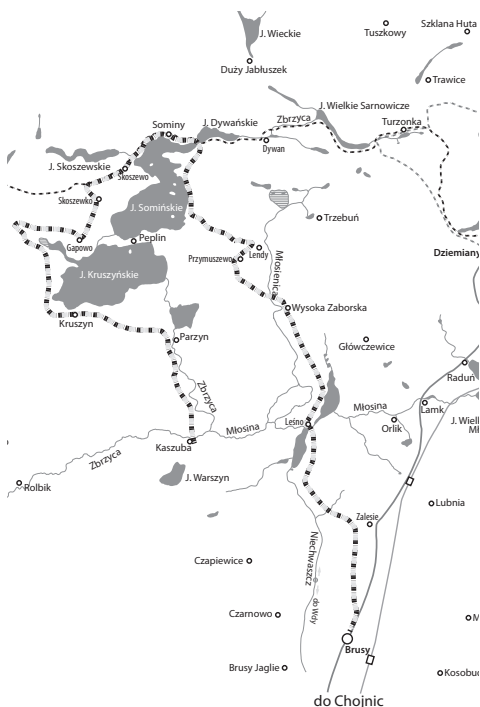 J. Wieckie
Tuszkowy
Szklana Huta
Duży Jabłuszek
Trawice
J. Wielkie Sarnowicze
Sominy
J. Dywańskie
Zbrzyca
Turzonka
J. Skoszewskie
Skoszewo
Dywan
Skoszewko
J. Somińskie
Trzebuń
Peplin
Gapowo
Lendy
Dziemiany
Przymuszewo
Młosienica
J. Kruszyńskie
Wysoka Zaborska
Kruszyn
Parzyn
Główczewice
Raduń
Zbrzyca
Młosina
Lamk
Młosina
Leśno
Orlik
J. Wiel
Mł
Kaszuba
Zbrzyca
J. Warszyn
Rolbik
Lubnia
Zalesie
Niechwaszcz
do Wdy
Czapiewice
Czarnowo
M
Brusy
Brusy Jaglie
Kosobud
do Chojnic